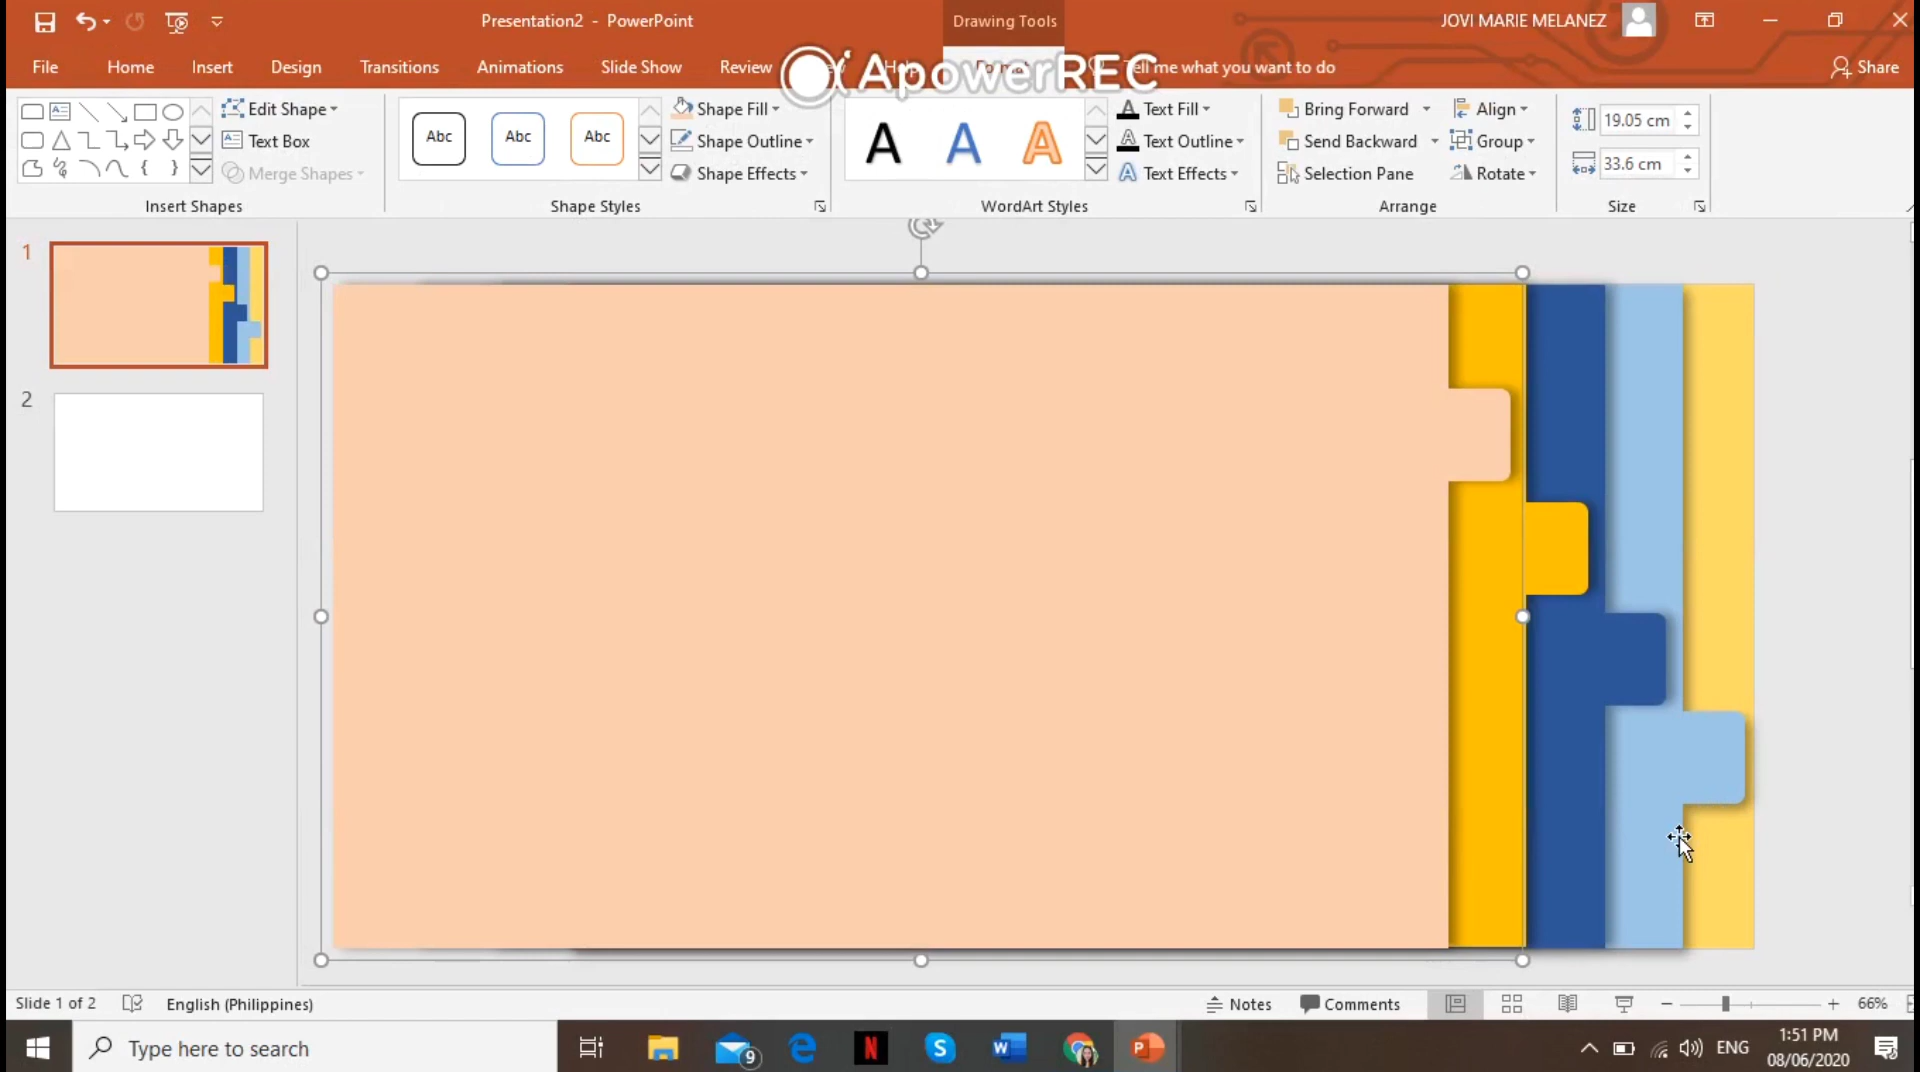 Presentation2 - PowerPoint
Drawing Tools
JOVI MARIE MELANEZ
File Home Insert Design Transitions Animations Slide Show Review Help Tell me what you want to do Share
ApowerREC
Edit Shape
Text Box
Merge Shapes
Insert Shapes
Abc Abc Abc
Shape Fill
Shape Outline
Shape Effects
Shape Styles
A A A
Text Fill
Text Outline
Text Effects
WordArt Styles
Bring Forward Align
Send Backward Group
Selection Pane Rotate
Arrange
19.05 cm
33.6 cm
Size
1
2
Slide 1 of 2 English (Philippines) Notes Comments 66%
Type here to search
9
ENG
1:51 PM
08/06/2020